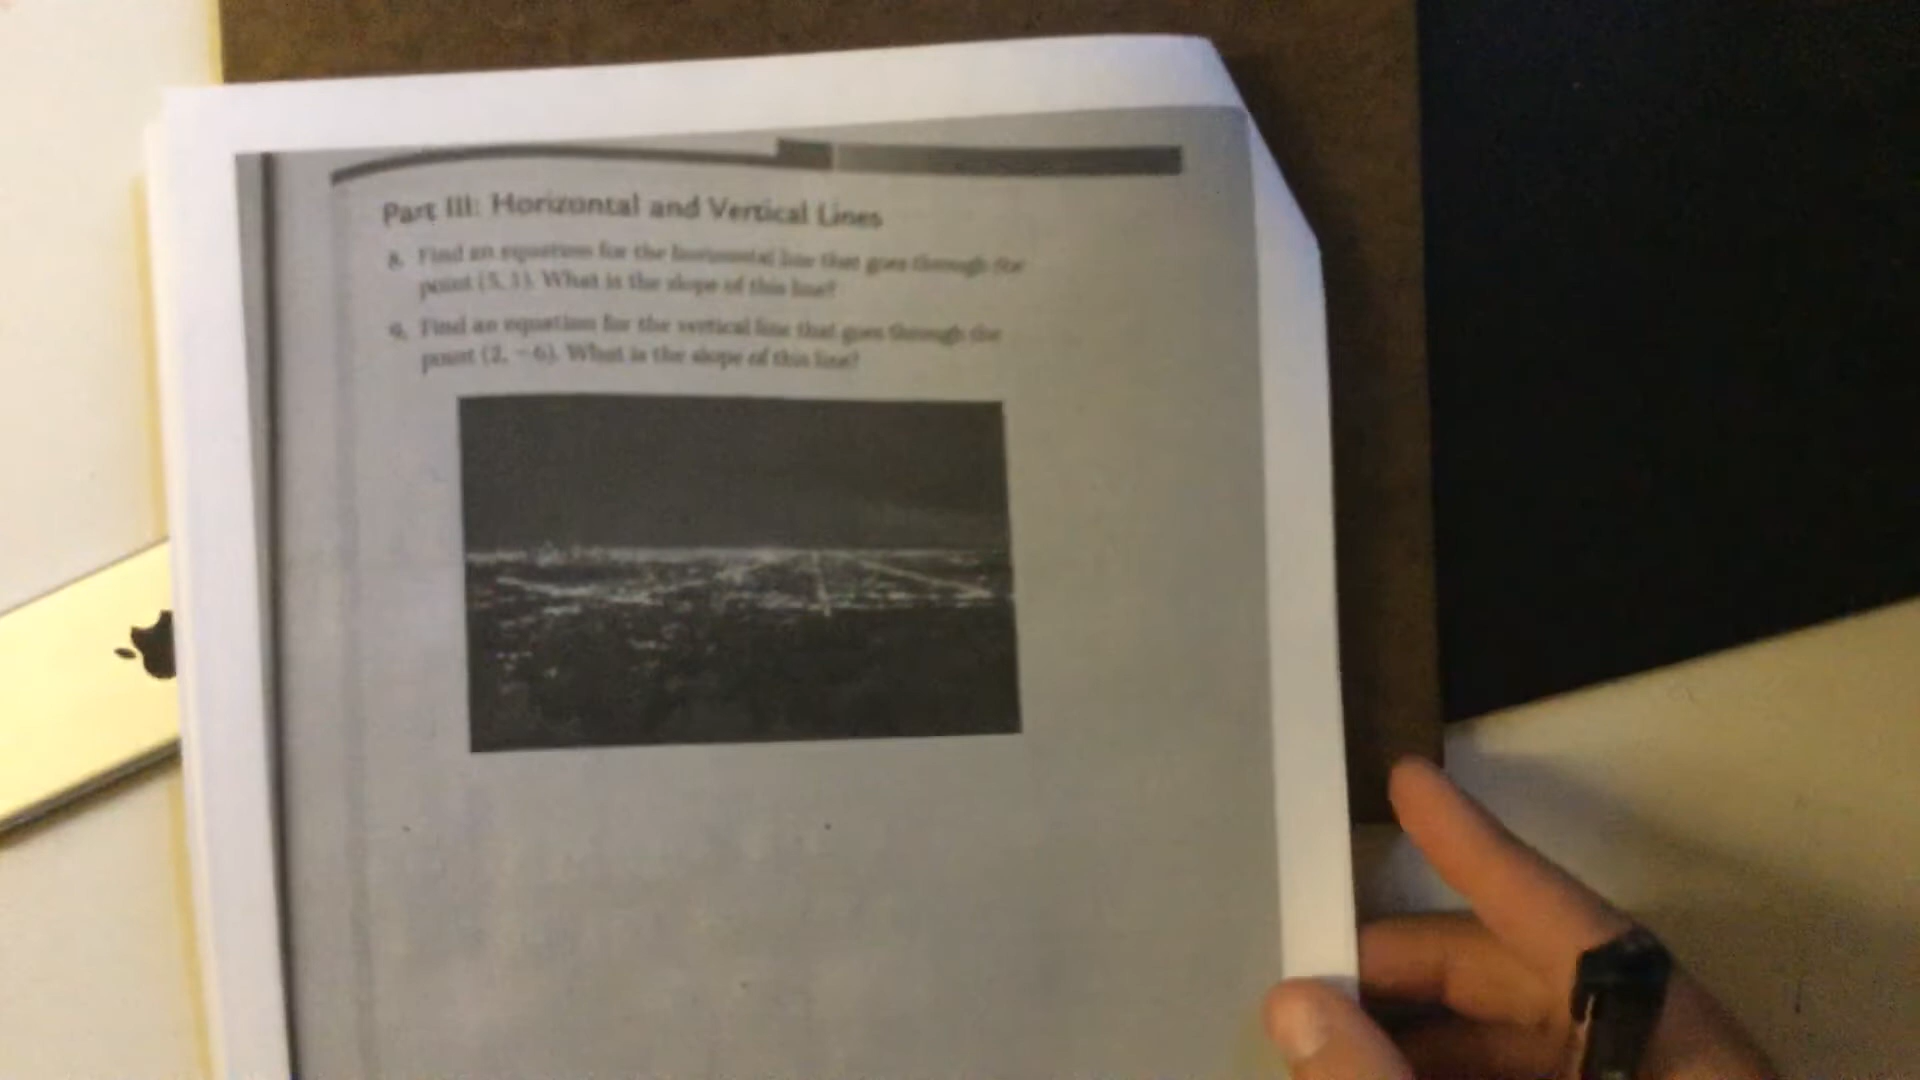 Part III: Horizontal and Vertical Lines
8. Find an equation for the horizontal line that goes through the
point (5, 3). What is the slope of this line?
9. Find an equation for the vertical line that goes through the
point (2, −6). What is the slope of this line?